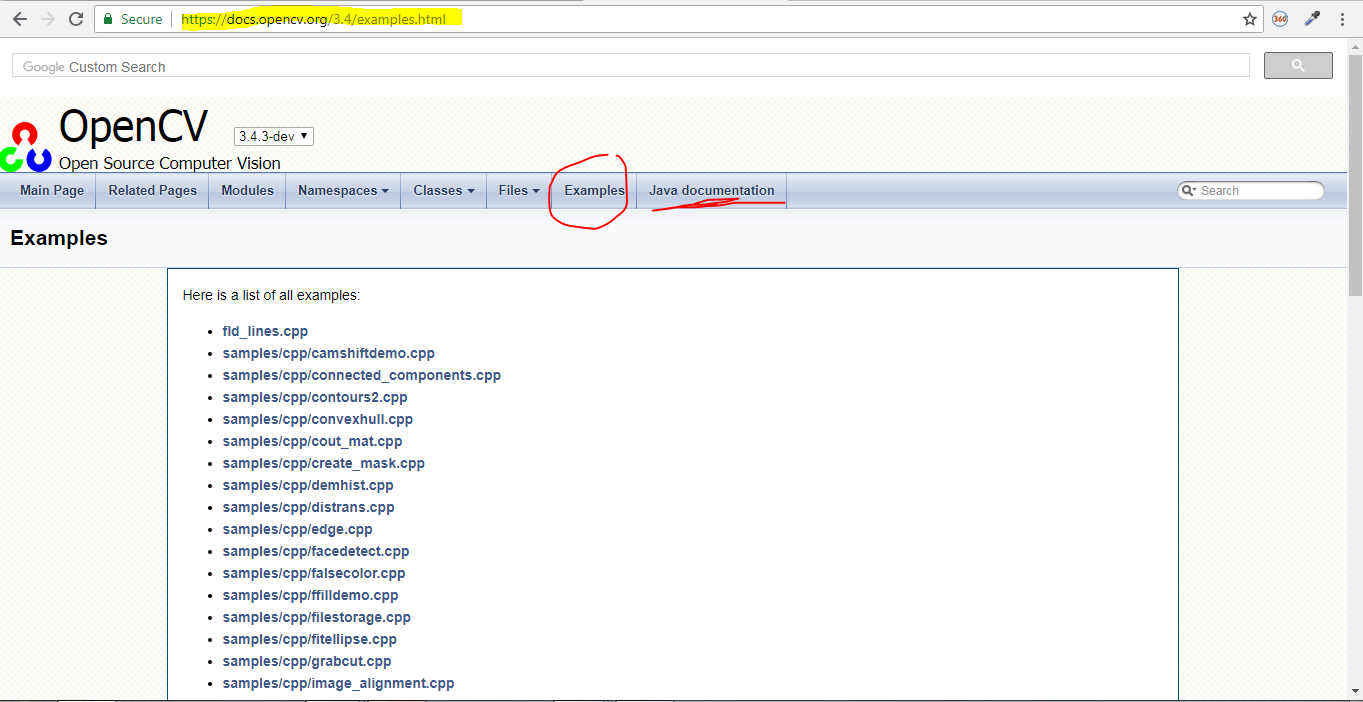 Secure https://docs.opencv.org/3.4/examples.html 360
Google Custom Search
OpenCV 3.4.3-dev
Open Source Computer Vision
Main Page Related Pages Modules Namespaces Classes Files Examples Java documentation Search
Examples
Here is a list of all examples:
fld_lines.cpp
samples/cpp/camshiftdemo.cpp
samples/cpp/connected_components.cpp
samples/cpp/contours2.cpp
samples/cpp/convexhull.cpp
samples/cpp/cout_mat.cpp
samples/cpp/create_mask.cpp
samples/cpp/demhist.cpp
samples/cpp/distrans.cpp
samples/cpp/edge.cpp
samples/cpp/facedetect.cpp
samples/cpp/falsecolor.cpp
samples/cpp/ffilldemo.cpp
samples/cpp/filestorage.cpp
samples/cpp/fitellipse.cpp
samples/cpp/grabcut.cpp
samples/cpp/image_alignment.cpp